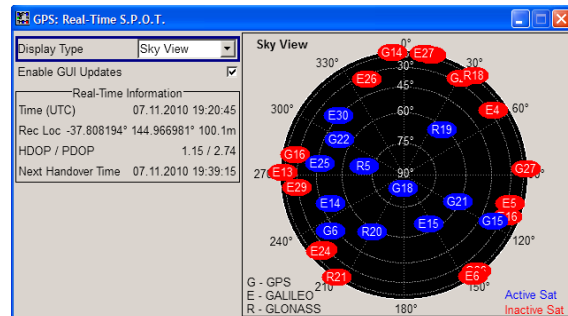 GPS: Real-Time S.P.O.T.
Display Type Sky View
Enable GUI Updates
Real-Time Information
Time (UTC) 07.11.2010 19:20:45
Rec Loc -37.808194° 144.966981° 100.1m
HDOP / PDOP 1.15 / 2.74
Next Handover Time 07.11.2010 19:39:15
Sky View
0°
G14 E27
330° 30° 30°
E26 R18
300° 60° E4 60°
E30
R19
G22 75°
G16
E25 R5 G27
E13 90°
E29 G18
E14 G21 E5
G15 16
G6 R20 E15
240° 120°
E24
R21 E6
G - GPS 210° 150°
E - GALILEO Active Sat
R - GLONASS 180° Inactive Sat